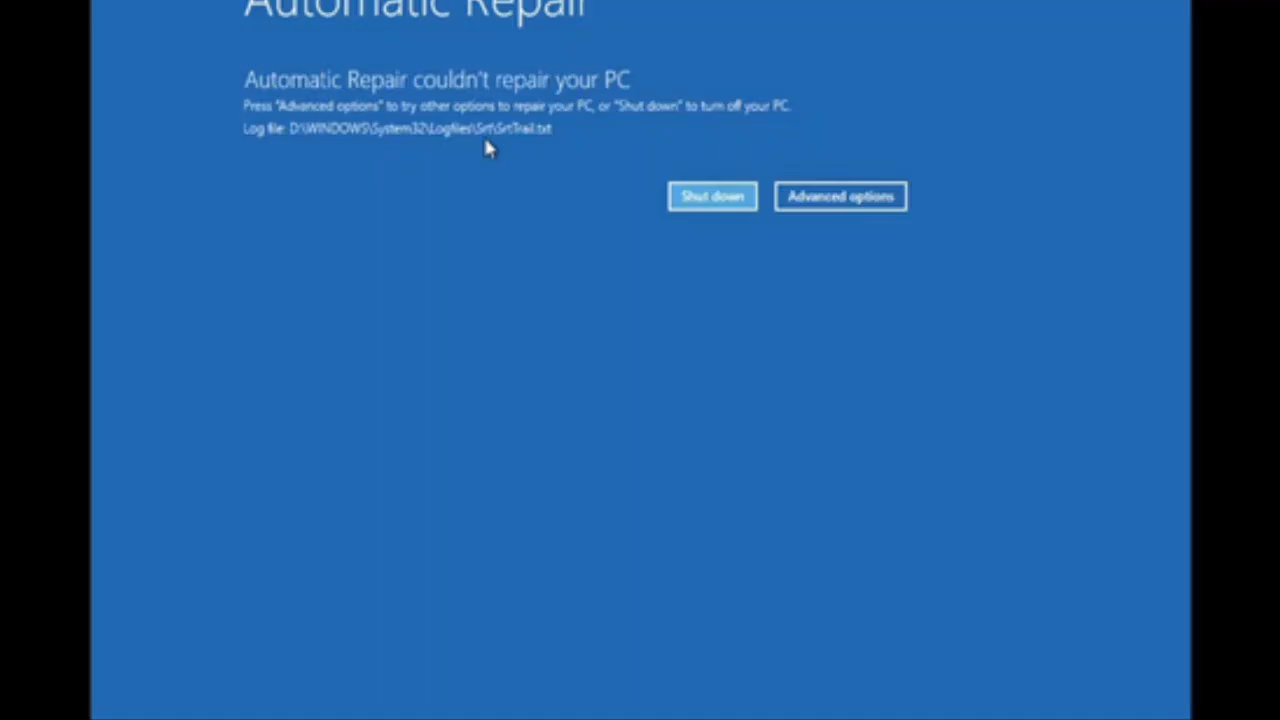 Automatic Repair
Automatic Repair couldn't repair your PC
Press "Advanced options" to try other options to repair your PC, or "Shut down" to turn off your PC.
Log file: D:\WINDOWS\System32\Logfiles\Srt\SrtTrail.txt
Shut down
Advanced options